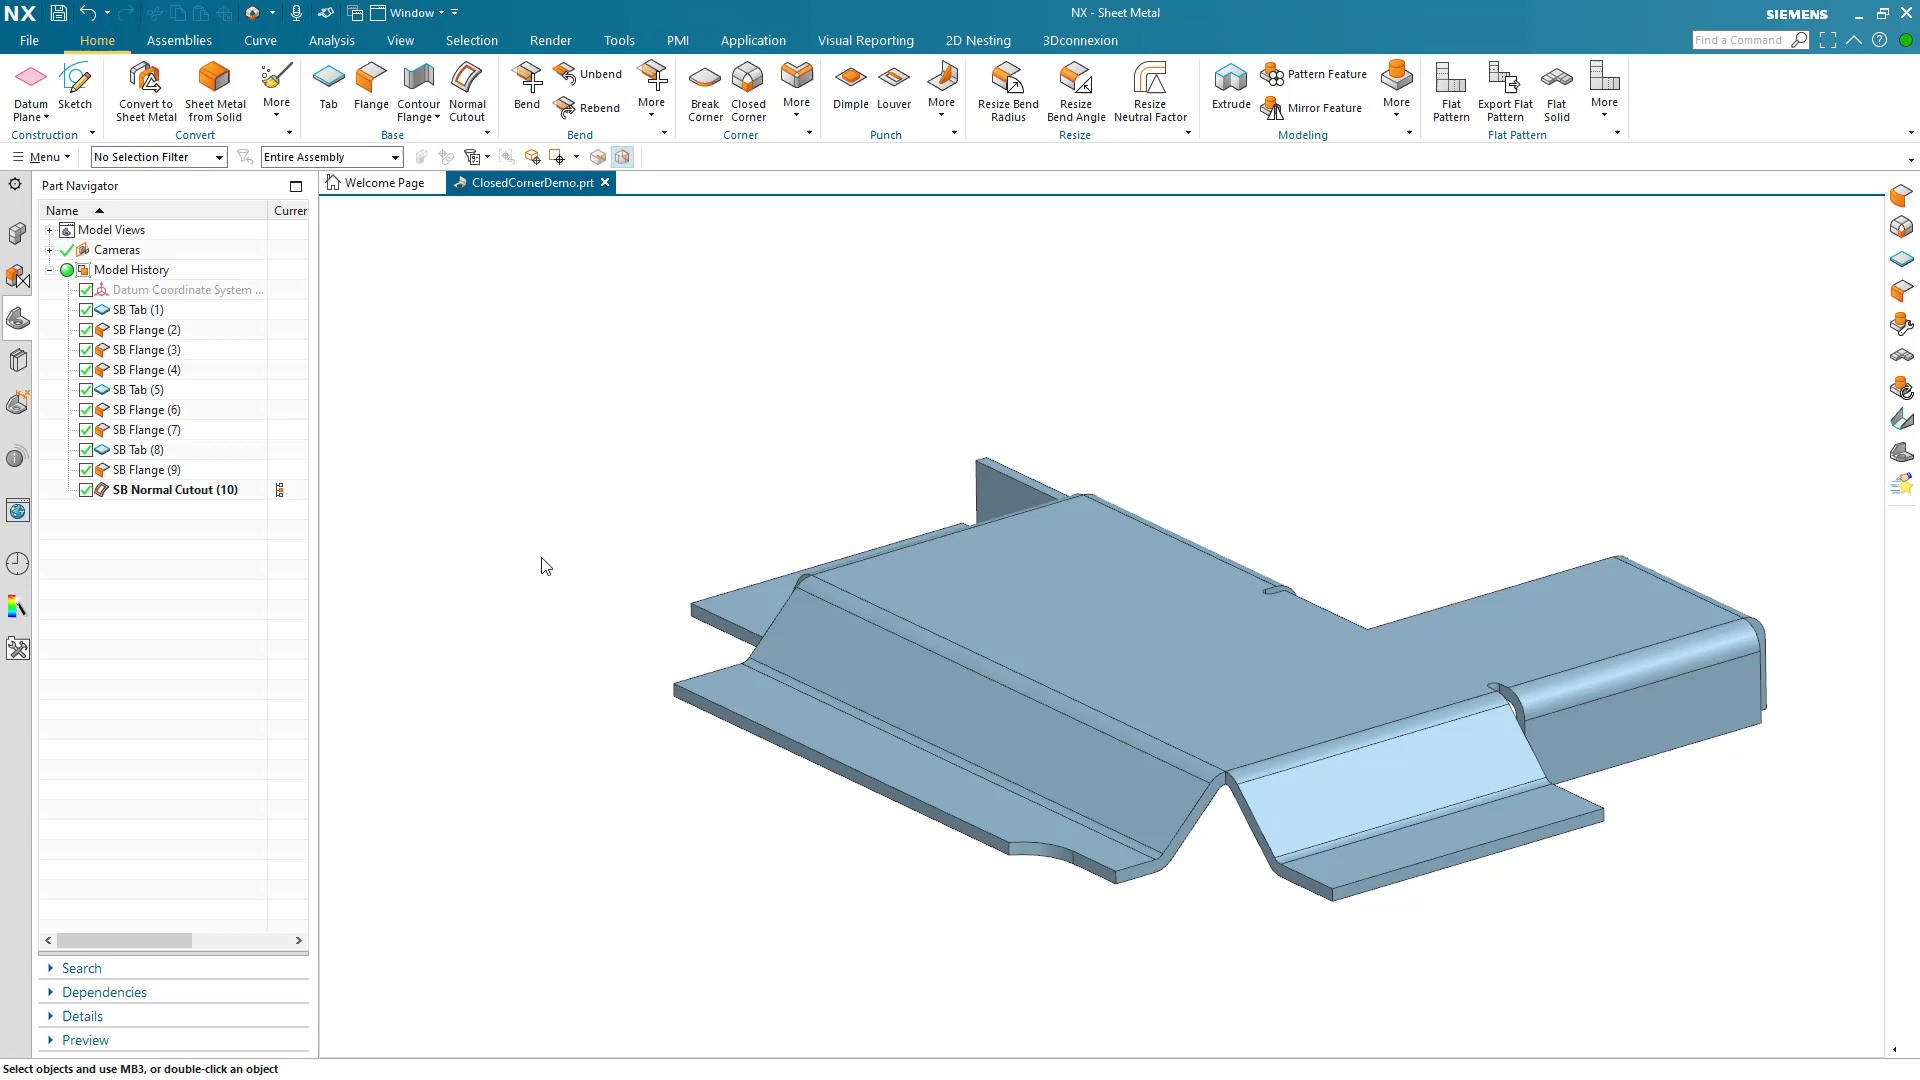 NX
Window
NX - Sheet Metal
SIEMENS
File
Home
Assemblies
Curve
Analysis
View
Selection
Render
Tools
PMI
Application
Visual Reporting
2D Nesting
3Dconnexion
Find a Command
Datum Plane
Sketch
Convert to Sheet Metal
Sheet Metal from Solid
More
Tab
Flange
Contour Flange
Normal Cutout
Bend
Unbend
Rebend
More
Break Corner
Closed Corner
More
Dimple
Louver
More
Resize Bend Radius
Resize Bend Angle
Resize Neutral Factor
Extrude
Pattern Feature
Mirror Feature
More
Flat Pattern
Export Flat Pattern
Flat Solid
More
Construction
Convert
Base
Bend
Corner
Punch
Resize
Modeling
Flat Pattern
Menu
No Selection Filter
Entire Assembly
Part Navigator
Welcome Page
ClosedCornerDemo.prt
Name
Curren
Model Views
Cameras
Model History
Datum Coordinate System ...
SB Tab (1)
SB Flange (2)
SB Flange (3)
SB Flange (4)
SB Tab (5)
SB Flange (6)
SB Flange (7)
SB Tab (8)
SB Flange (9)
SB Normal Cutout (10)
Search
Dependencies
Details
Preview
Select objects and use MB3, or double-click an object